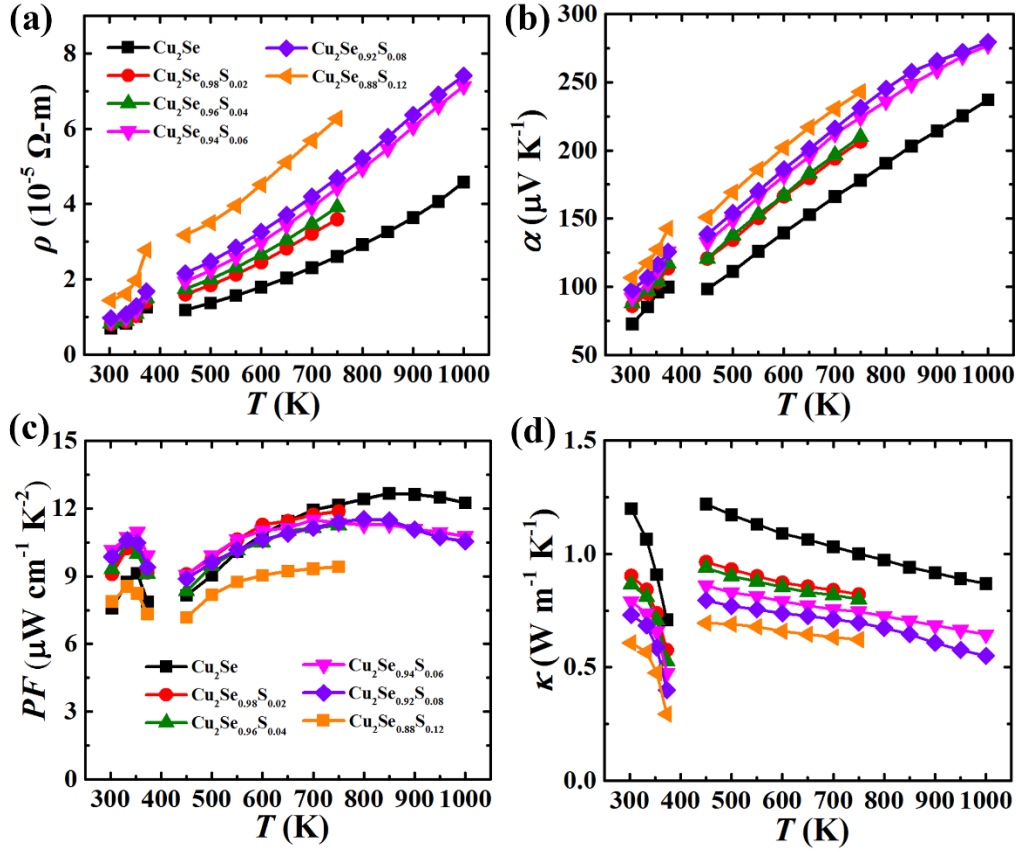 (a)
Cu₂Se
Cu₂Se₀.₉₈S₀.₀₂
Cu₂Se₀.₉₆S₀.₀₄
Cu₂Se₀.₉₄S₀.₀₆
Cu₂Se₀.₉₂S₀.₀₈
Cu₂Se₀.₈₈S₀.₁₂
ρ (10⁻⁵ Ω-m)
8
6
4
2
0
300 400 500 600 700 800 900 1000
T (K)
(b)
α (μV K⁻¹)
300
250
200
150
100
50
300 400 500 600 700 800 900 1000
T (K)
(c)
PF (μW cm⁻¹ K⁻²)
15
12
9
6
3
0
Cu₂Se
Cu₂Se₀.₉₈S₀.₀₂
Cu₂Se₀.₉₆S₀.₀₄
Cu₂Se₀.₉₄S₀.₀₆
Cu₂Se₀.₉₂S₀.₀₈
Cu₂Se₀.₈₈S₀.₁₂
300 400 500 600 700 800 900 1000
T (K)
(d)
κ (W m⁻¹ K⁻¹)
1.5
1.0
0.5
0.0
300 400 500 600 700 800 900 1000
T (K)